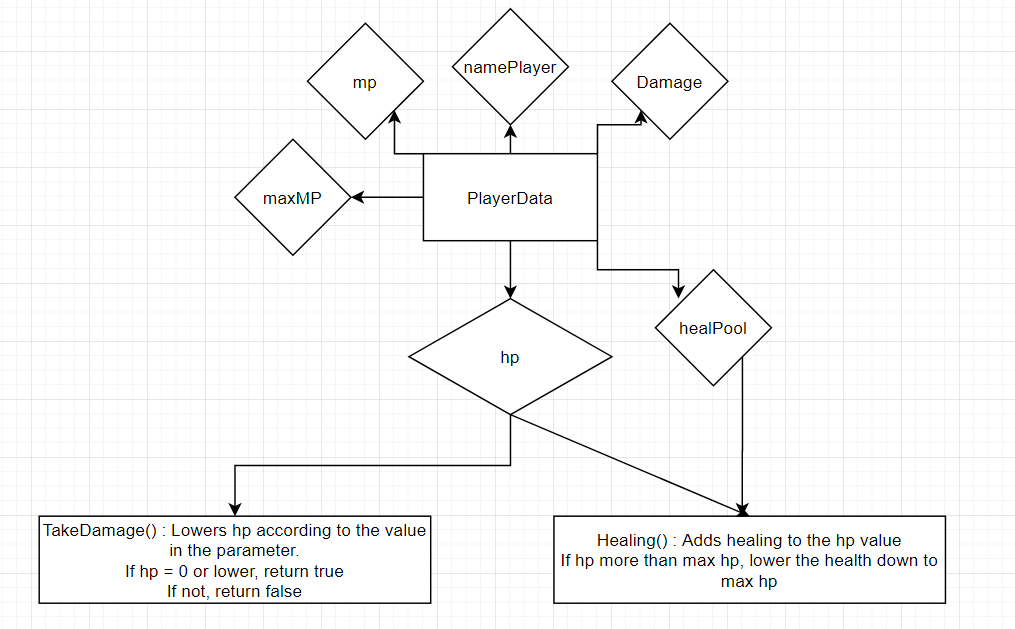 namePlayer
mp
Damage
maxMP
PlayerData
healPool
hp
TakeDamage() : Lowers hp according to the value
in the parameter.
If hp = 0 or lower, return true
If not, return false
Healing() : Adds healing to the hp value
If hp more than max hp, lower the health down to
max hp